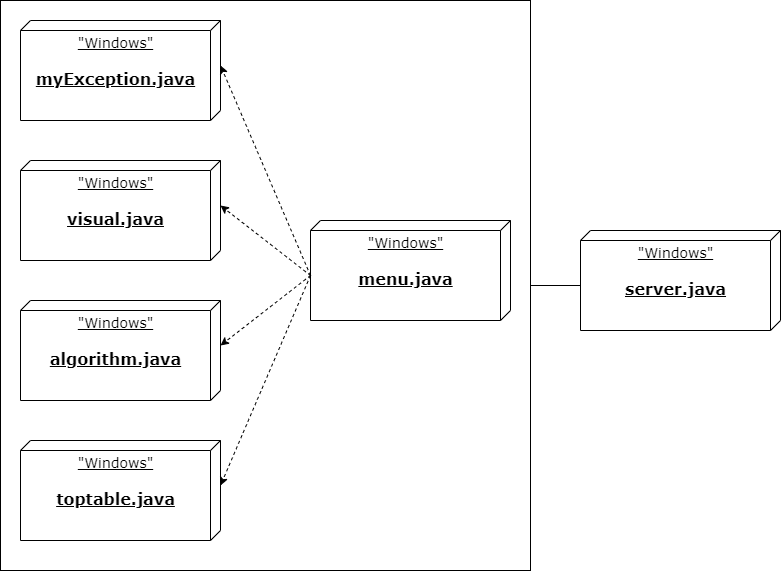 "Windows"
myException.java
"Windows"
visual.java
"Windows"
menu.java
"Windows"
server.java
"Windows"
algorithm.java
"Windows"
toptable.java